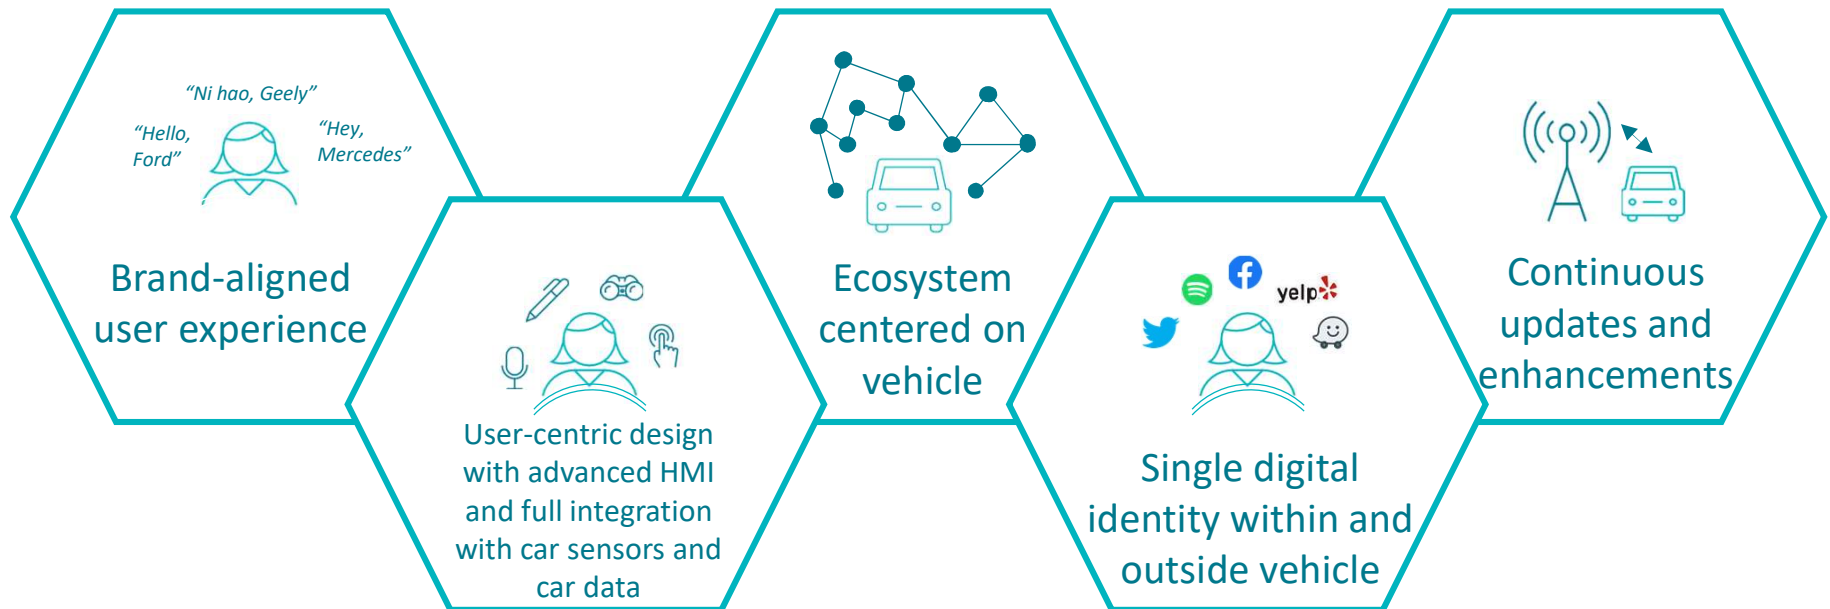 “Ni hao, Geely”
“Hello,
Ford”
“Hey,
Mercedes”
Brand-aligned
user experience
User-centric design
with advanced HMI
and full integration
with car sensors and
car data
Ecosystem
centered on
vehicle
yelp
Single digital
identity within and
outside vehicle
Continuous
updates and
enhancements